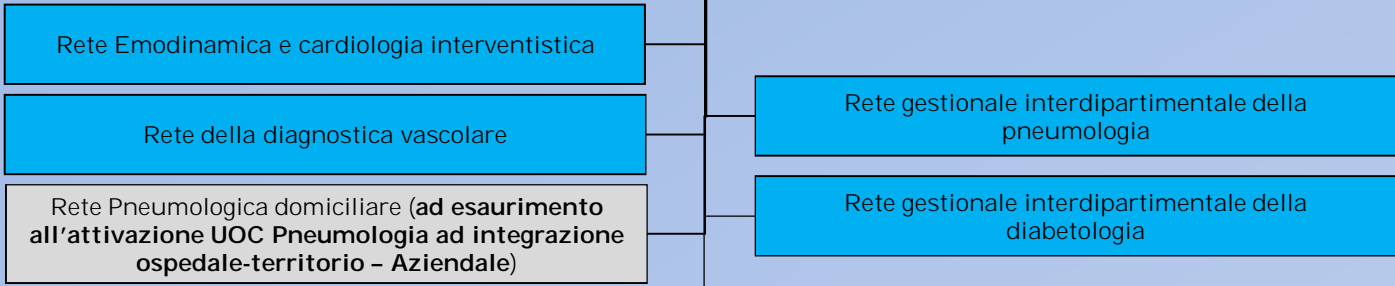 Rete Emodinamica e cardiologia interventistica
Rete della diagnostica vascolare
Rete Pneumologica domiciliare (ad esaurimento
all'attivazione UOC Pneumologia ad integrazione
ospedale-territorio – Aziendale)
Rete gestionale interdipartimentale della
pneumologia
Rete gestionale interdipartimentale della
diabetologia